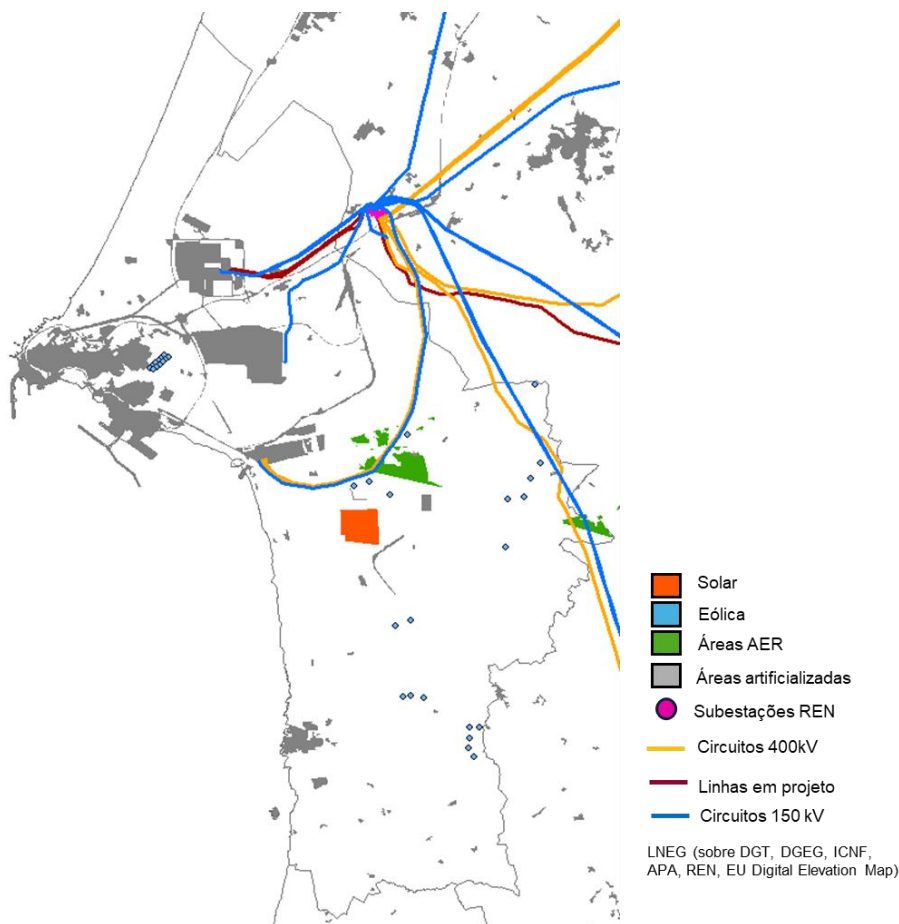 Solar
Eólica
Áreas AER
Áreas artificializadas
Subestações REN
Circuitos 400kV
Linhas em projeto
Circuitos 150 kV
LNEG (sobre DGT, DGEG, ICNF,
APA, REN, EU Digital Elevation Map)